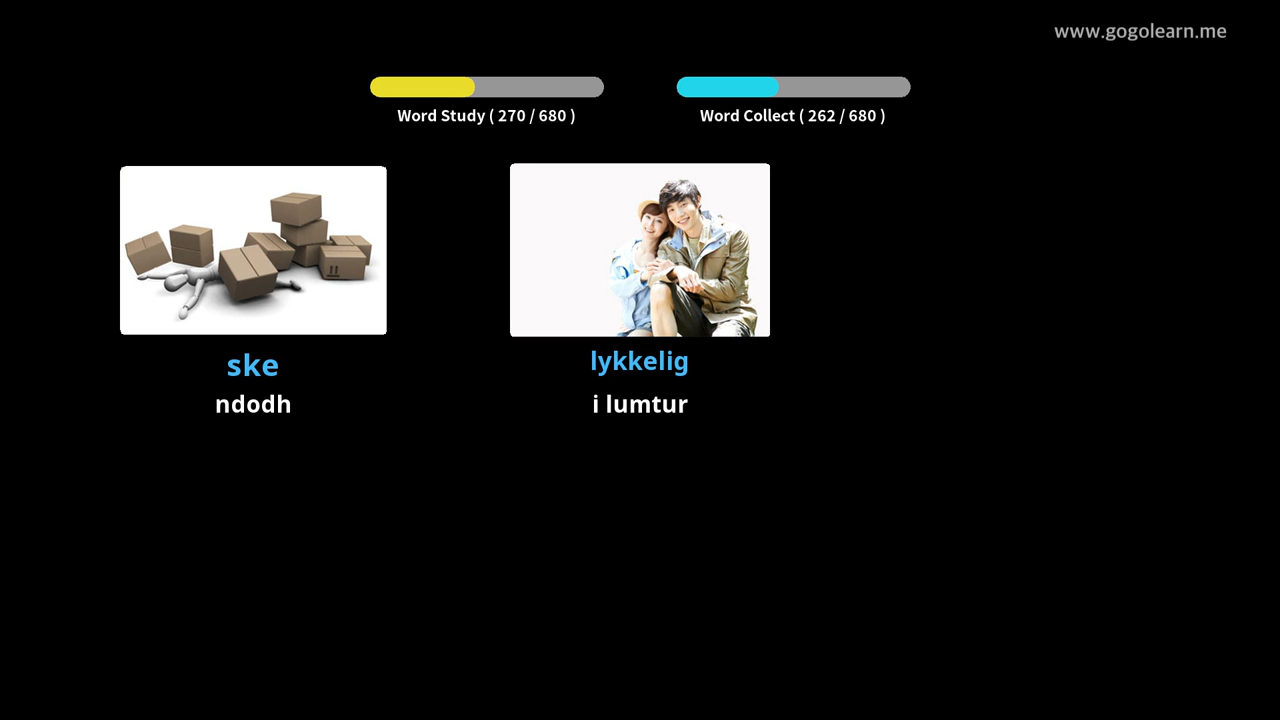 www.gogolearn.me
Word Study ( 270 / 680 )
Word Collect ( 262 / 680 )
ske
ndodh
lykkelig
i lumtur